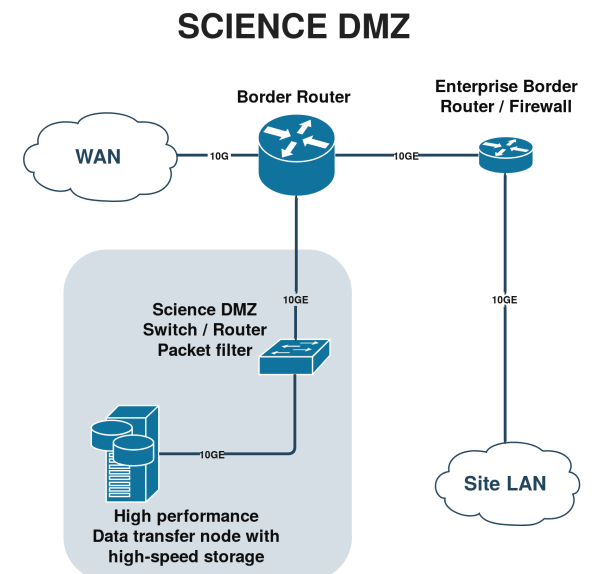 SCIENCE DMZ
Border Router
Enterprise Border
Router / Firewall
WAN
10G
10GE
10GE
10GE
Science DMZ
Switch / Router
Packet filter
10GE
High performance
Data transfer node with
high-speed storage
Site LAN